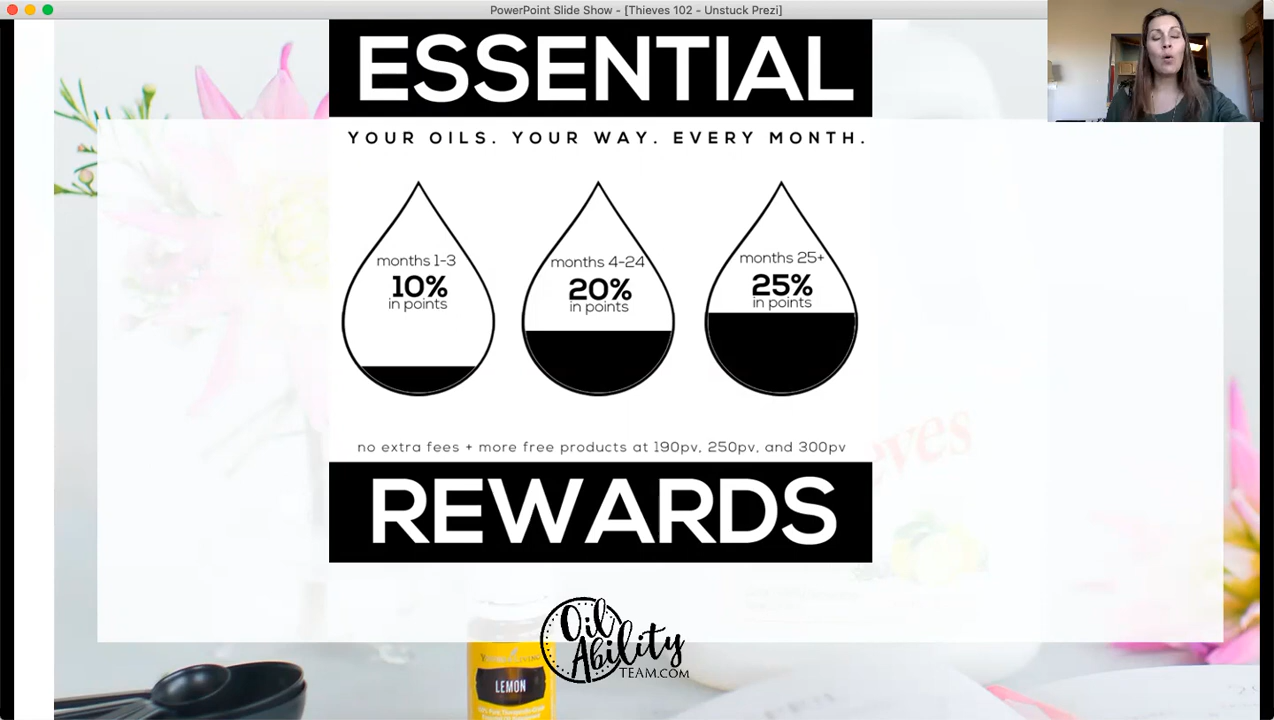 PowerPoint Slide Show - [Thieves 102 - Unstuck Prezi]
ESSENTIAL
YOUR OILS. YOUR WAY. EVERY MONTH.
months 1-3
10%
in points
months 4-24
20%
in points
months 25+
25%
in points
no extra fees + more free products at 190pv, 250pv, and 300pv
REWARDS
Oil
Ability
TEAM.COM
LEMON